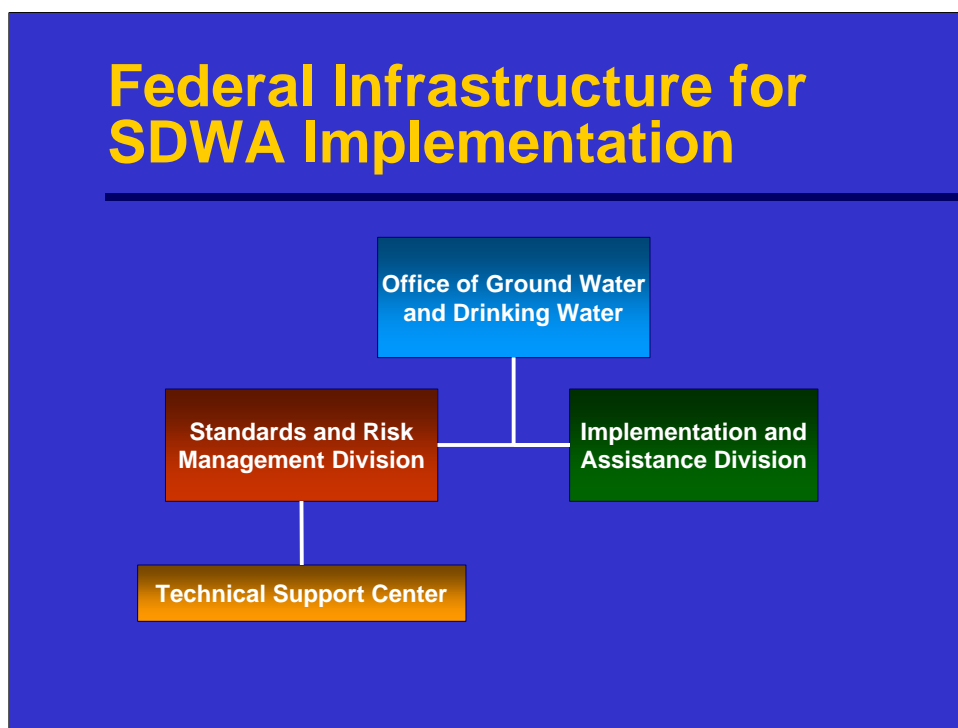 Federal Infrastructure for
SDWA Implementation
Office of Ground Water
and Drinking Water
Standards and Risk
Management Division
Implementation and
Assistance Division
Technical Support Center